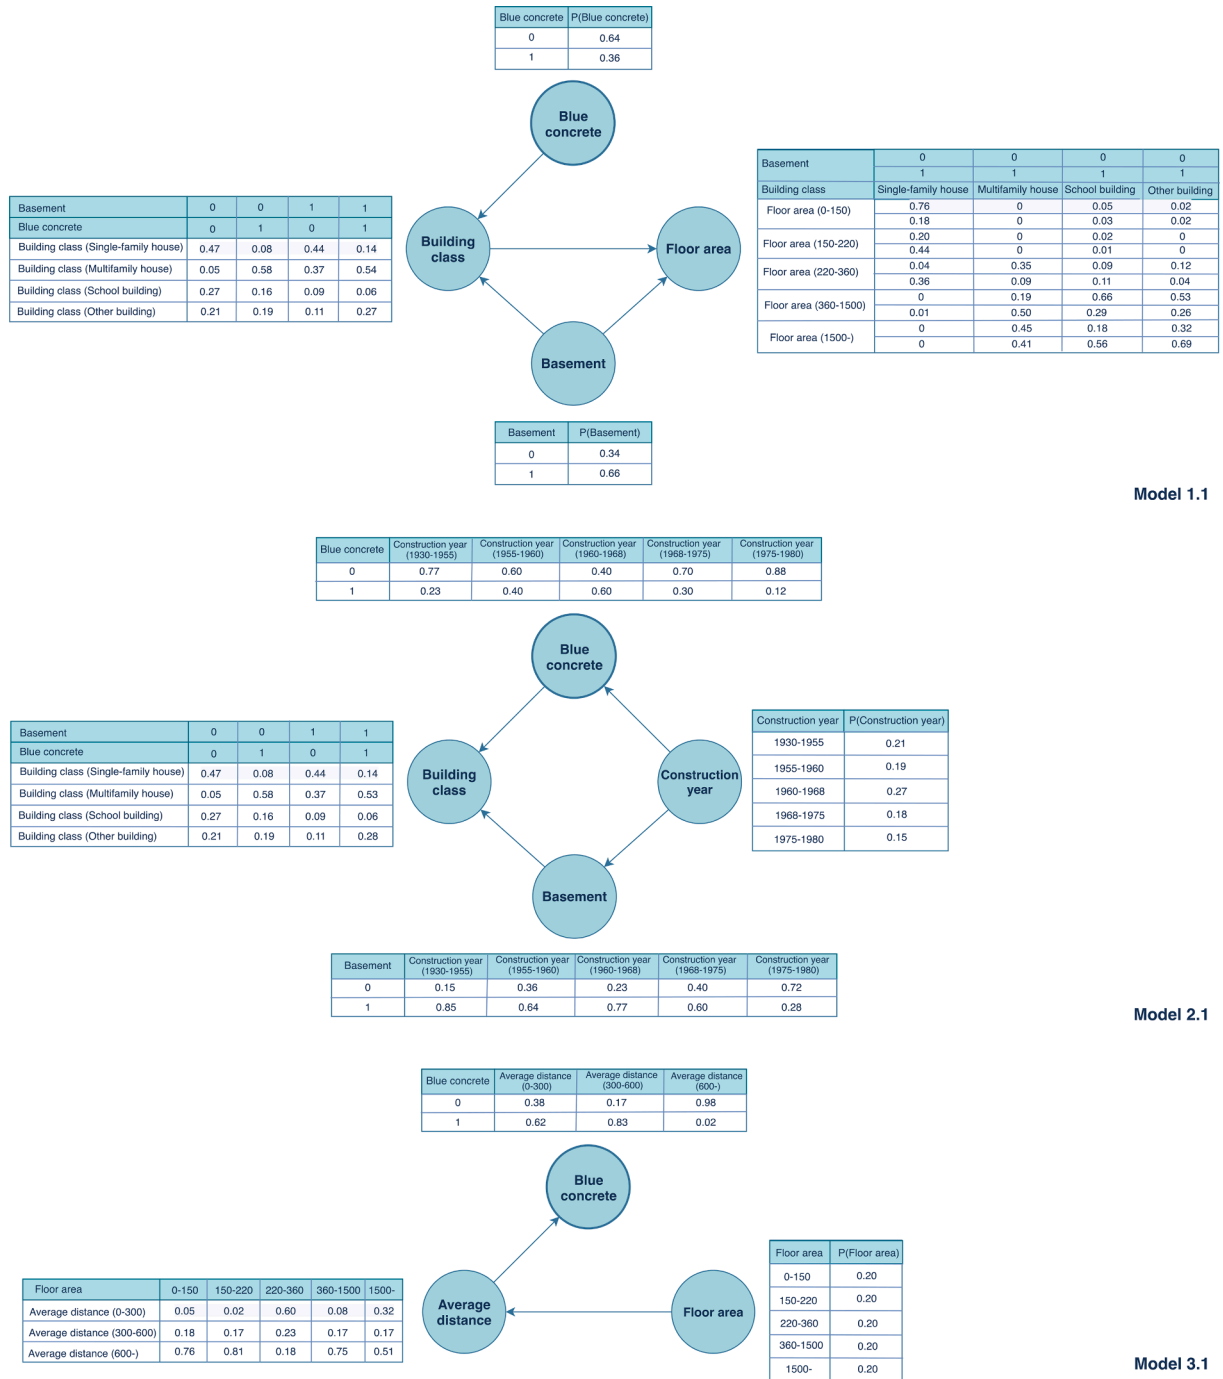 Blue concrete P(Blue concrete)
0 0.64
1 0.36
Blue
concrete
Basement 0 0 0 0
1 1 1 1
Building class Single-family house Multifamily house School building Other building
Floor area (0-150) 0.76 0 0.05 0.02
0.18 0 0.03 0.02
Floor area (150-220) 0.20 0 0.02 0
0.44 0 0.01 0
Floor area (220-360) 0.04 0.35 0.09 0.12
0.36 0.09 0.11 0.04
Floor area (360-1500) 0 0.19 0.66 0.53
0.01 0.50 0.29 0.26
Floor area (1500-) 0 0.45 0.18 0.32
0 0.41 0.56 0.69
Basement 0 0 1 1
Blue concrete 0 1 0 1
Building class (Single-family house) 0.47 0.08 0.44 0.14
Building class (Multifamily house) 0.05 0.58 0.37 0.54
Building class (School building) 0.27 0.16 0.09 0.06
Building class (Other building) 0.21 0.19 0.11 0.27
Building
class
Floor area
Basement
Basement P(Basement)
0 0.34
1 0.66
Model 1.1
Blue concrete Construction year (1930-1955) Construction year (1955-1960) Construction year (1960-1968) Construction year (1968-1975) Construction year (1975-1980)
0 0.77 0.60 0.40 0.70 0.88
1 0.23 0.40 0.60 0.30 0.12
Blue
concrete
Basement 0 0 1 1
Blue concrete 0 1 0 1
Building class (Single-family house) 0.47 0.08 0.44 0.14
Building class (Multifamily house) 0.05 0.58 0.37 0.53
Building class (School building) 0.27 0.16 0.09 0.06
Building class (Other building) 0.21 0.19 0.11 0.28
Building
class
Construction
year
Construction year P(Construction year)
1930-1955 0.21
1955-1960 0.19
1960-1968 0.27
1968-1975 0.18
1975-1980 0.15
Basement
Basement Construction year (1930-1955) Construction year (1955-1960) Construction year (1960-1968) Construction year (1968-1975) Construction year (1975-1980)
0 0.15 0.36 0.23 0.40 0.72
1 0.85 0.64 0.77 0.60 0.28
Model 2.1
Blue concrete Average distance (0-300) Average distance (300-600) Average distance (600-)
0 0.38 0.17 0.98
1 0.62 0.83 0.02
Blue
concrete
Floor area 0-150 150-220 220-360 360-1500 1500-
Average distance (0-300) 0.05 0.02 0.60 0.08 0.32
Average distance (300-600) 0.18 0.17 0.23 0.17 0.17
Average distance (600-) 0.76 0.81 0.18 0.75 0.51
Average
distance
Floor area
Floor area P(Floor area)
0-150 0.20
150-220 0.20
220-360 0.20
360-1500 0.20
1500- 0.20
Model 3.1